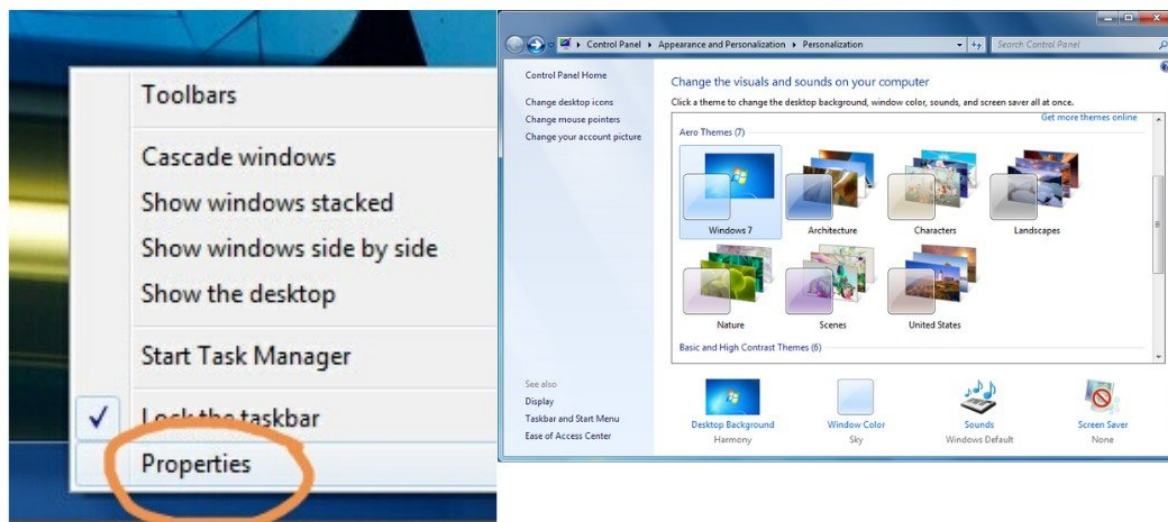 Toolbars
Cascade windows
Show windows stacked
Show windows side by side
Show the desktop
Start Task Manager
Lock the taskbar
Properties
Control Panel
Appearance and Personalization
Personalization
Search Control Panel
Control Panel Home
Change desktop icons
Change mouse pointers
Change your account picture
See also
Display
Taskbar and Start Menu
Ease of Access Center
Change the visuals and sounds on your computer
Click a theme to change the desktop background, window color, sounds, and screen saver all at once.
Get more themes online
Aero Themes (7)
Windows 7
Architecture
Characters
Landscapes
Nature
Scenes
United States
Basic and High Contrast Themes (6)
Desktop Background
Harmony
Window Color
Sky
Sounds
Windows Default
Screen Saver
None